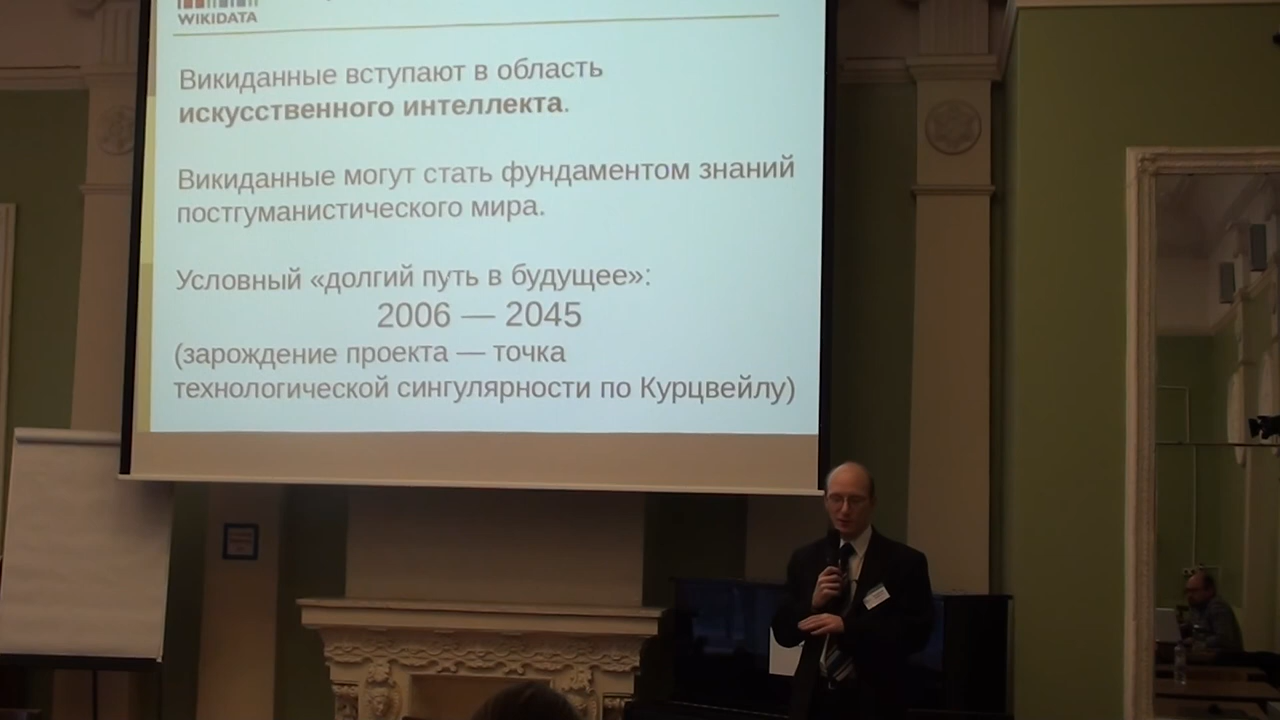 WIKIDATA
Викиданные вступают в область
искусственного интеллекта.
Викиданные могут стать фундаментом знаний
постгуманистического мира.
Условный «долгий путь в будущее»:
2006 — 2045
(зарождение проекта — точка
технологической сингулярности по Курцвейлу)